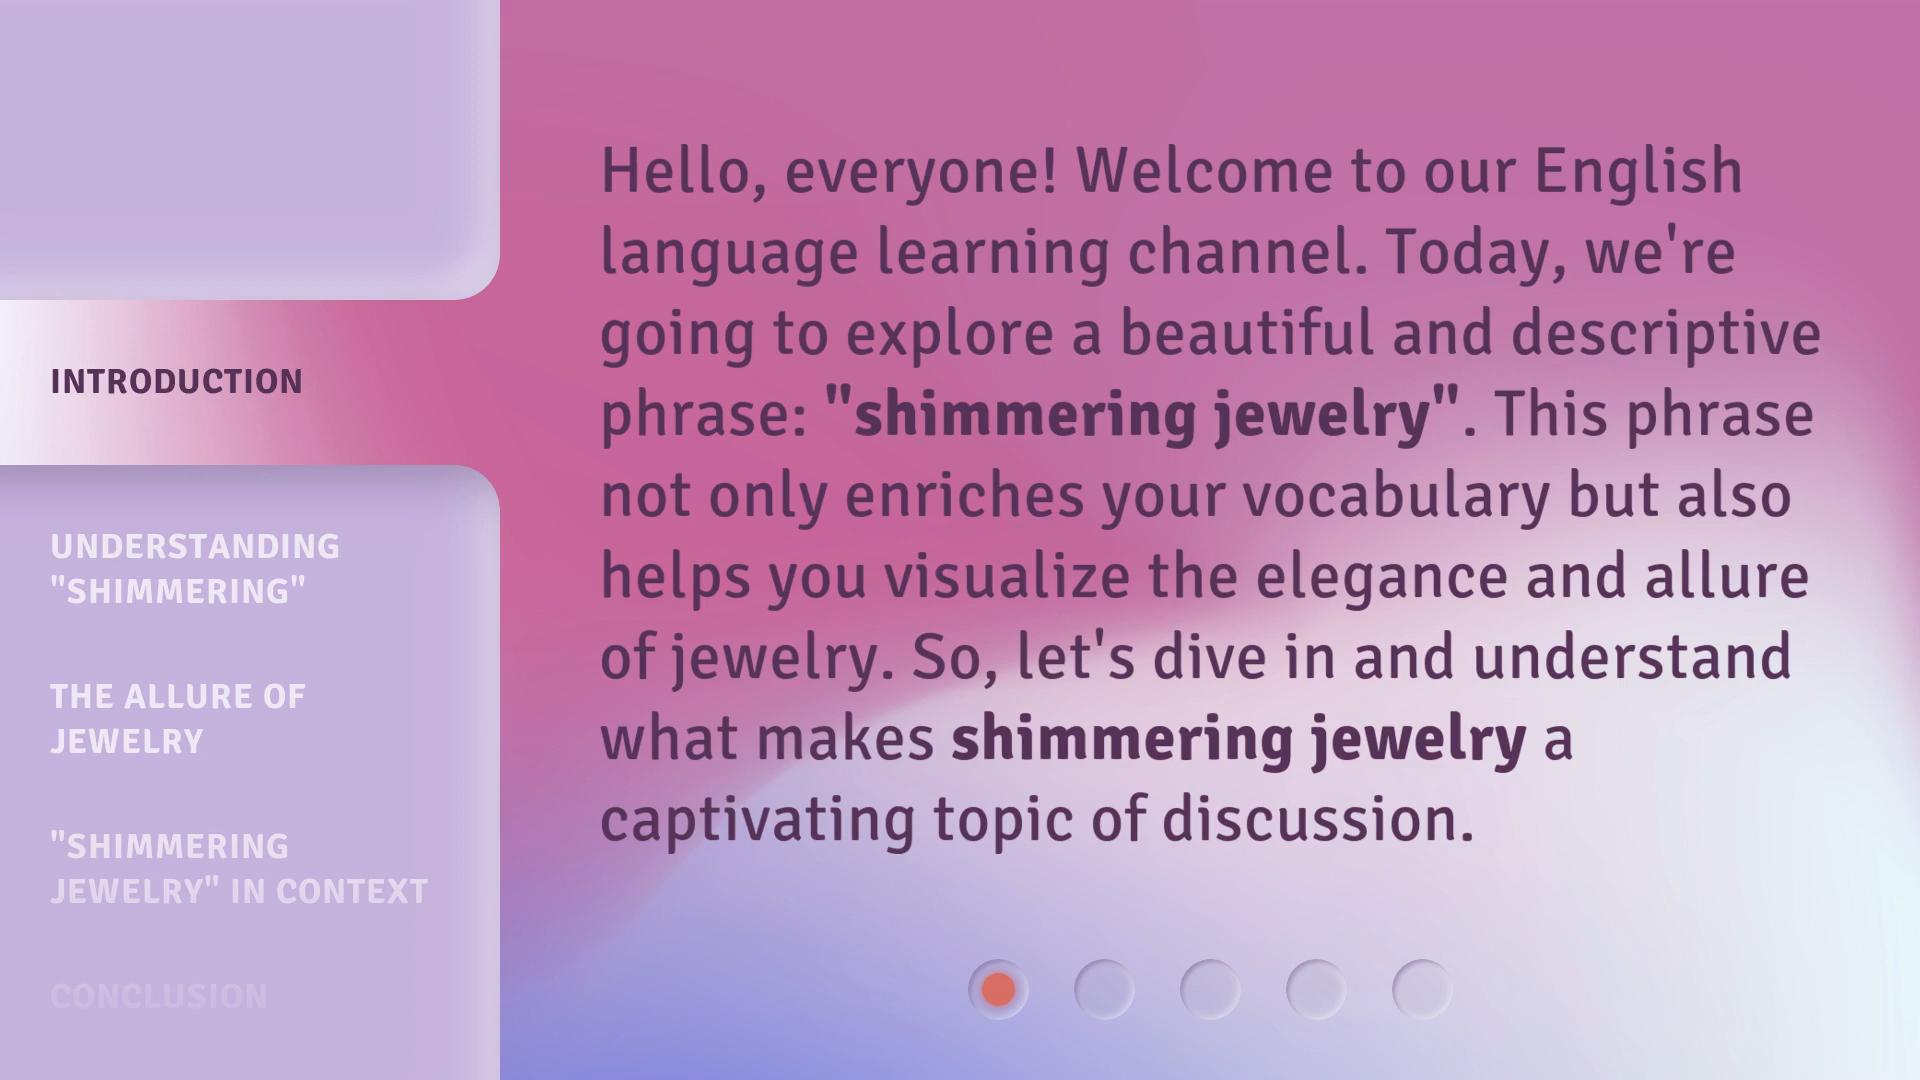 INTRODUCTION
UNDERSTANDING
"SHIMMERING"
THE ALLURE OF
JEWELRY
"SHIMMERING
JEWELRY" IN CONTEXT
CONCLUSION
Hello, everyone! Welcome to our English
language learning channel. Today, we're
going to explore a beautiful and descriptive
phrase: "shimmering jewelry". This phrase
not only enriches your vocabulary but also
helps you visualize the elegance and allure
of jewelry. So, let's dive in and understand
what makes shimmering jewelry a
captivating topic of discussion.